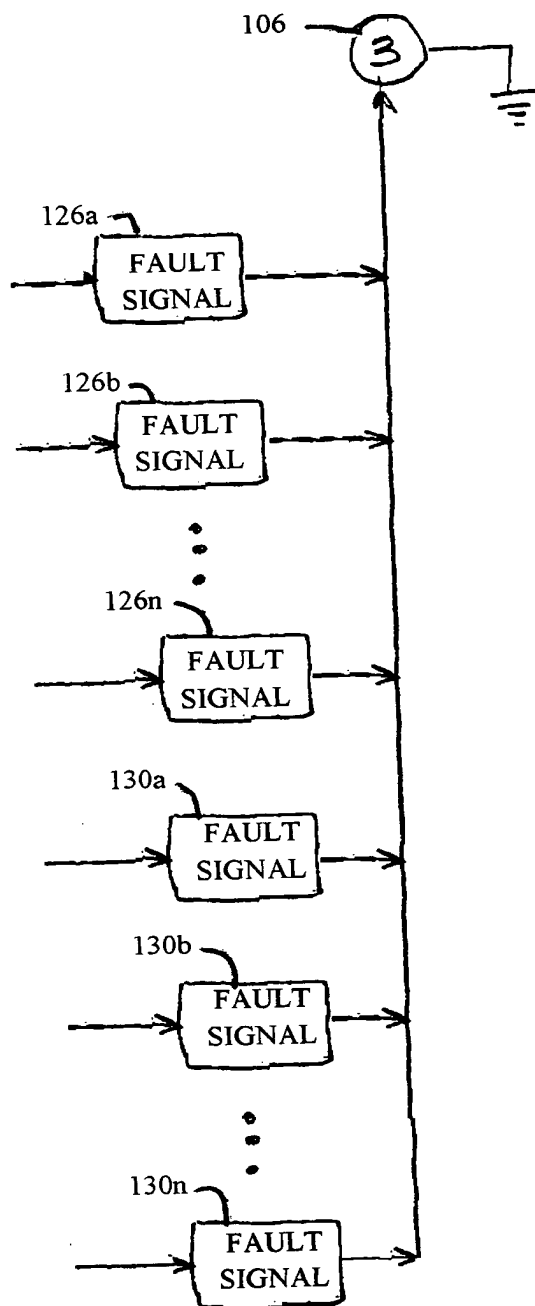 106
3
126a
FAULT
SIGNAL
126b
FAULT
SIGNAL
126n
FAULT
SIGNAL
130a
FAULT
SIGNAL
130b
FAULT
SIGNAL
130n
FAULT
SIGNAL